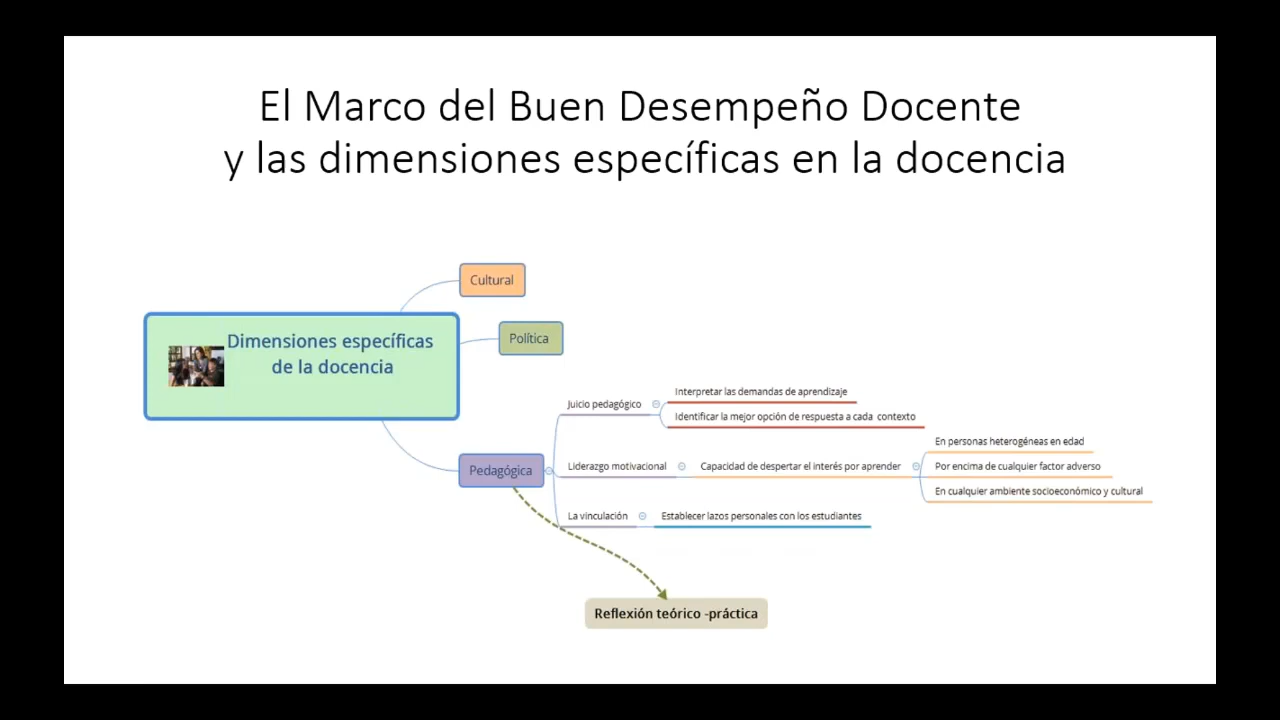 El Marco del Buen Desempeño Docente
y las dimensiones específicas en la docencia
Cultural
Dimensiones específicas
de la docencia
Política
Pedagógica
Juicio pedagógico
Interpretar las demandas de aprendizaje
Identificar la mejor opción de respuesta a cada contexto
Liderazgo motivacional
Capacidad de despertar el interés por aprender
En personas heterogéneas en edad
Por encima de cualquier factor adverso
En cualquier ambiente socioeconómico y cultural
La vinculación
Establecer lazos personales con los estudiantes
Reflexión teórico -práctica